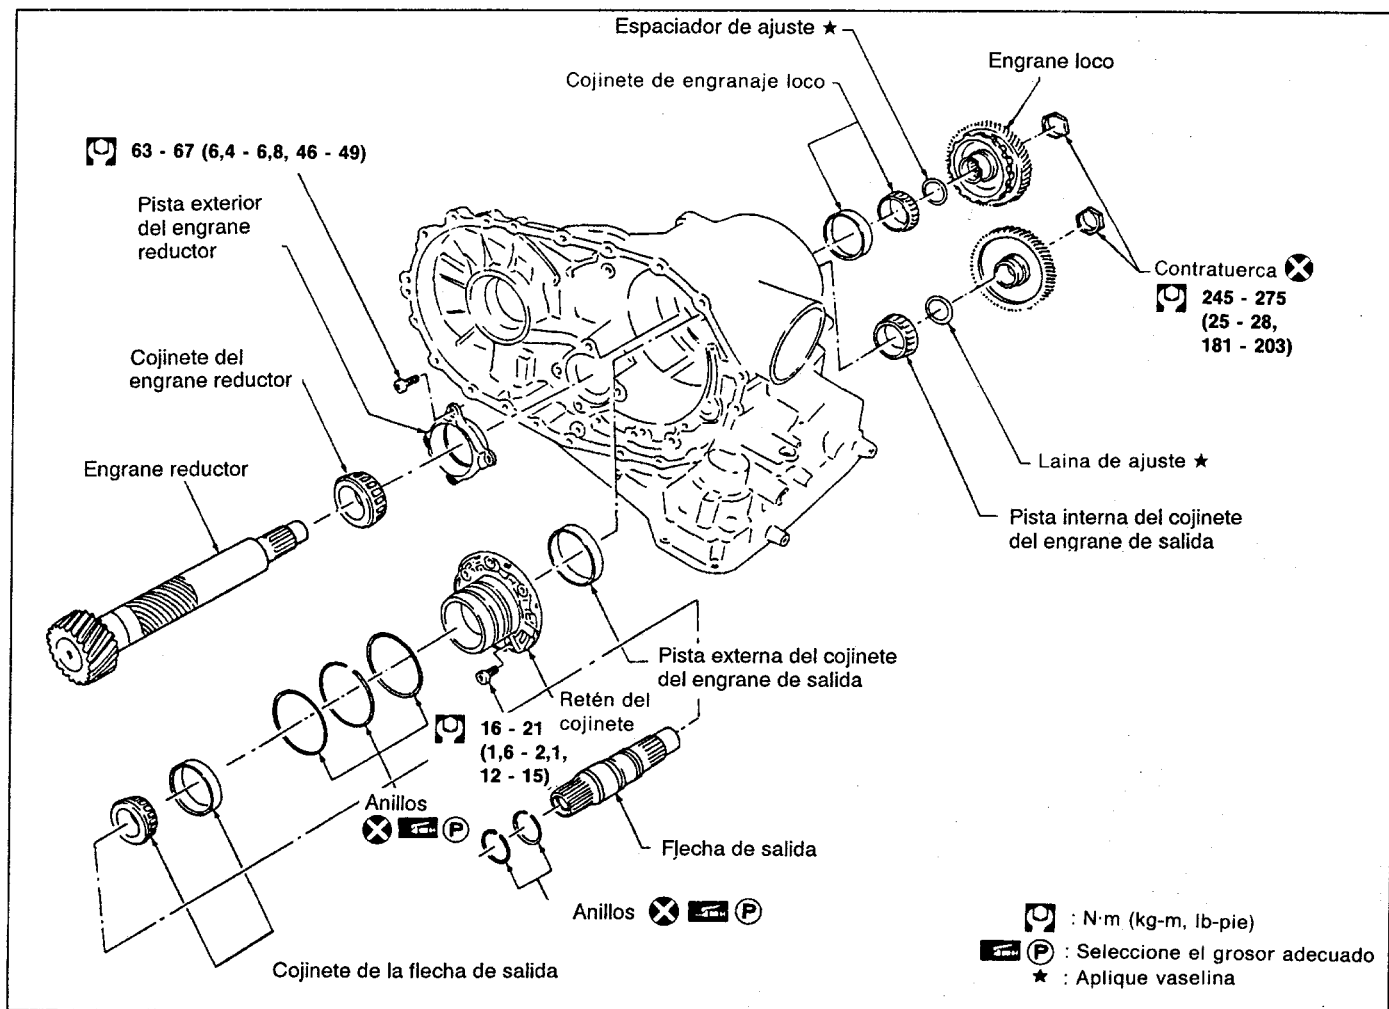 Espaciador de ajuste ★
Engrane loco
Cojinete de engranaje loco
63 - 67 (6,4 - 6,8, 46 - 49)
Pista exterior
del engrane
reductor
Contratuerca
245 - 275
(25 - 28,
181 - 203)
Cojinete del
engrane reductor
Engrane reductor
Laina de ajuste ★
Pista interna del cojinete
del engrane de salida
Pista externa del cojinete
del engrane de salida
Retén del
cojinete
16 - 21
(1,6 - 2,1,
12 - 15)
Anillos
P
Flecha de salida
Anillos P
Cojinete de la flecha de salida
: N·m (kg-m, lb-pie)
P : Seleccione el grosor adecuado
★ : Aplique vaselina